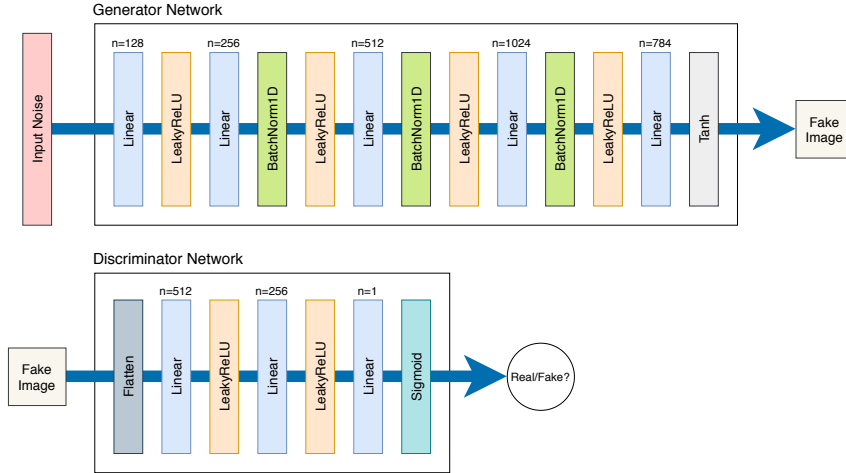 Generator Network
n=128
n=256
n=512
n=1024
n=784
Input Noise
Linear
LeakyReLU
Linear
BatchNorm1D
LeakyReLU
Linear
BatchNorm1D
LeakyReLU
Linear
BatchNorm1D
LeakyReLU
Linear
Tanh
Fake
Image
Discriminator Network
n=512
n=256
n=1
Fake
Image
Flatten
Linear
LeakyReLU
Linear
LeakyReLU
Linear
Sigmoid
Real/Fake?